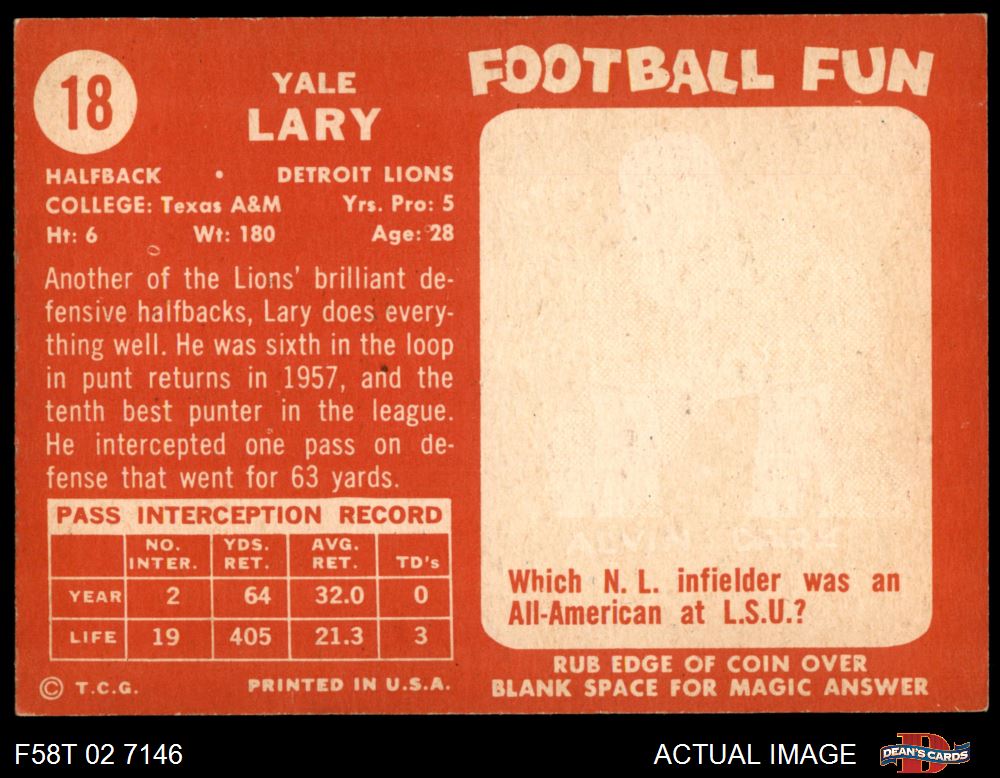 18
YALE
LARY
HALFBACK • DETROIT LIONS
COLLEGE: Texas A&M Yrs. Pro: 5
Ht: 6 Wt: 180 Age: 28
Another of the Lions' brilliant de-
fensive halfbacks, Lary does every-
thing well. He was sixth in the loop
in punt returns in 1957, and the
tenth best punter in the league.
He intercepted one pass on de-
fense that went for 63 yards.
PASS INTERCEPTION RECORD
NO. INTER. YDS. RET. AVG. RET. TD's
YEAR 2 64 32.0 0
LIFE 19 405 21.3 3
© T.C.G. PRINTED IN U.S.A.
FOOTBALL FUN
ALVIN DARK
Which N. L. infielder was an
All-American at L.S.U.?
RUB EDGE OF COIN OVER
BLANK SPACE FOR MAGIC ANSWER
F58T 02 7146
ACTUAL IMAGE
DEAN'S CARDS